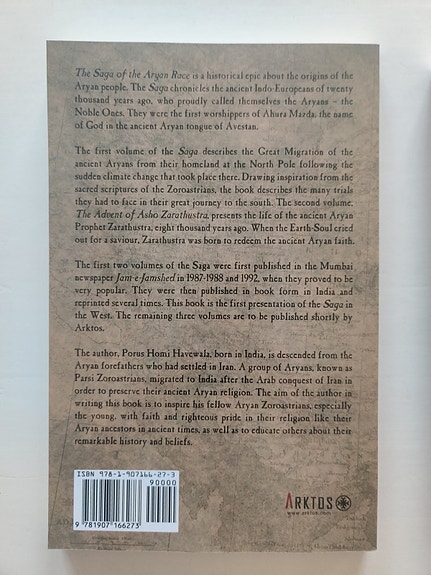 The Saga of the Aryan Race is a historical epic about the origins of the
Aryan people. The Saga chronicles the ancient Indo-Europeans of twenty
thousand years ago, who proudly called themselves the Aryans – the
Noble Ones. They were the first worshippers of Ahura Mazda, the name
of God in the ancient Aryan tongue of Avestan.
The first volume of the Saga describes the Great Migration of the
ancient Aryans from their homeland at the North Pole following the
sudden climate change that took place there. Drawing inspiration from the
sacred scriptures of the Zoroastrians, the book describes the many trials
they had to face in their great journey to the south. The second volume,
The Advent of Asho Zarathustra, presents the life of the ancient Aryan
Prophet Zarathustra, eight thousand years ago. When the Earth-Soul cried
out for a saviour, Zarathustra was born to redeem the ancient Aryan faith.
The first two volumes of the Saga were first published in the Mumbai
newspaper Jam-e-Jamshed in 1987-1988 and 1992, when they proved to be
very popular. They were then published in book form in India and
reprinted several times. This book is the first presentation of the Saga in
the West. The remaining three volumes are to be published shortly by
Arktos.
The author, Porus Homi Havewala, born in India, is descended from the
Aryan forefathers who had settled in Iran. A group of Aryans, known as
Parsi Zoroastrians, migrated to India after the Arab conquest of Iran in
order to preserve their ancient Aryan religion. The aim of the author in
writing this book is to inspire his fellow Aryan Zoroastrians, especially
the young, with faith and righteous pride in their religion like their
Aryan ancestors in ancient times, as well as to educate others about their
remarkable history and beliefs.
ISBN 978-1-907166-27-3
90000
9 781907 166273
ARKTOS
www.arktos.com